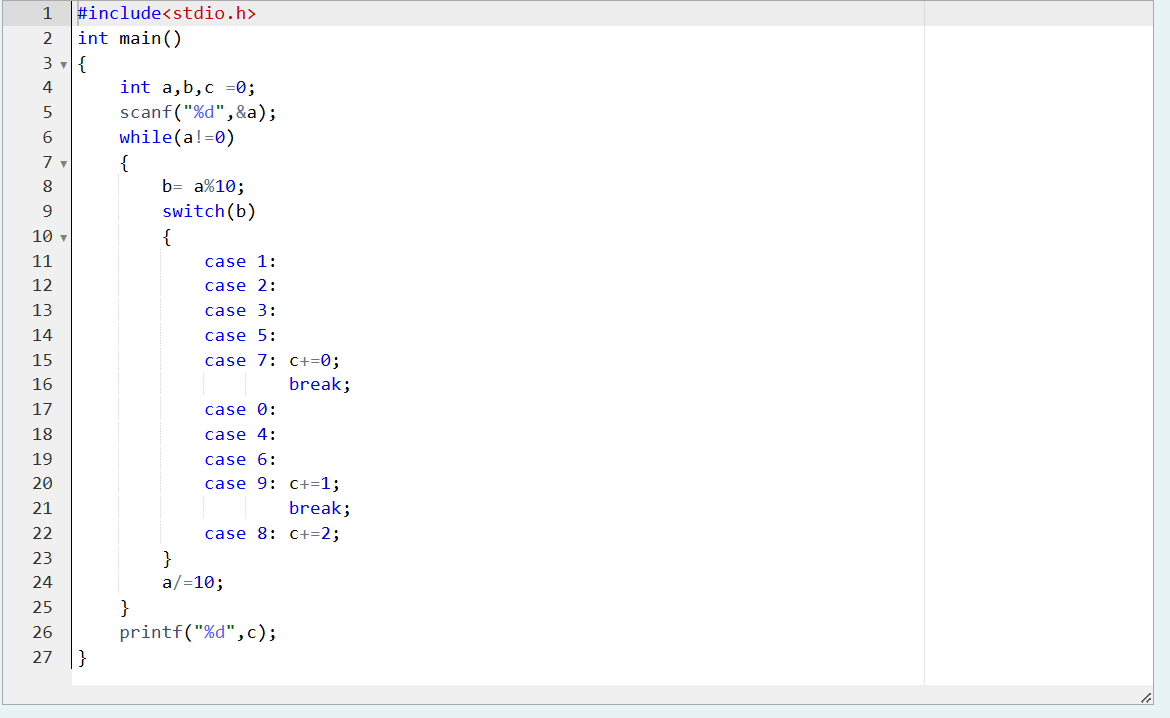 1 #include<stdio.h>
2 int main()
3 {
4 int a,b,c =0;
5 scanf("%d",&a);
6 while(a!=0)
7 {
8 b= a%10;
9 switch(b)
10 {
11 case 1:
12 case 2:
13 case 3:
14 case 5:
15 case 7: c+=0;
16 break;
17 case 0:
18 case 4:
19 case 6:
20 case 9: c+=1;
21 break;
22 case 8: c+=2;
23 }
24 a/=10;
25 }
26 printf("%d",c);
27 }